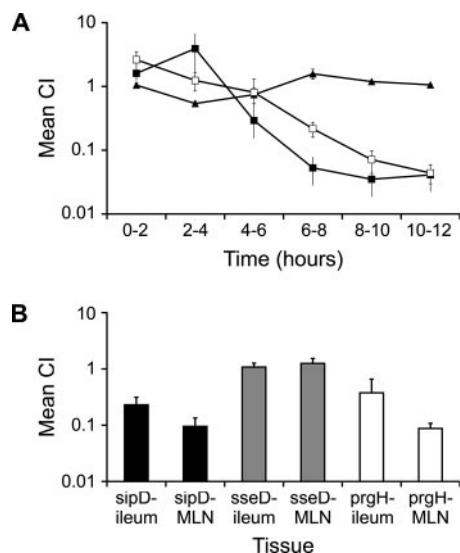 A
10
1
0.1
0.01
Mean CI
0-2 2-4 4-6 6-8 8-10 10-12
Time (hours)
B
10
1
0.1
0.01
Mean CI
sipD- sipD- sseD- sseD- prgH- prgH-
ileum MLN ileum MLN ileum MLN
Tissue